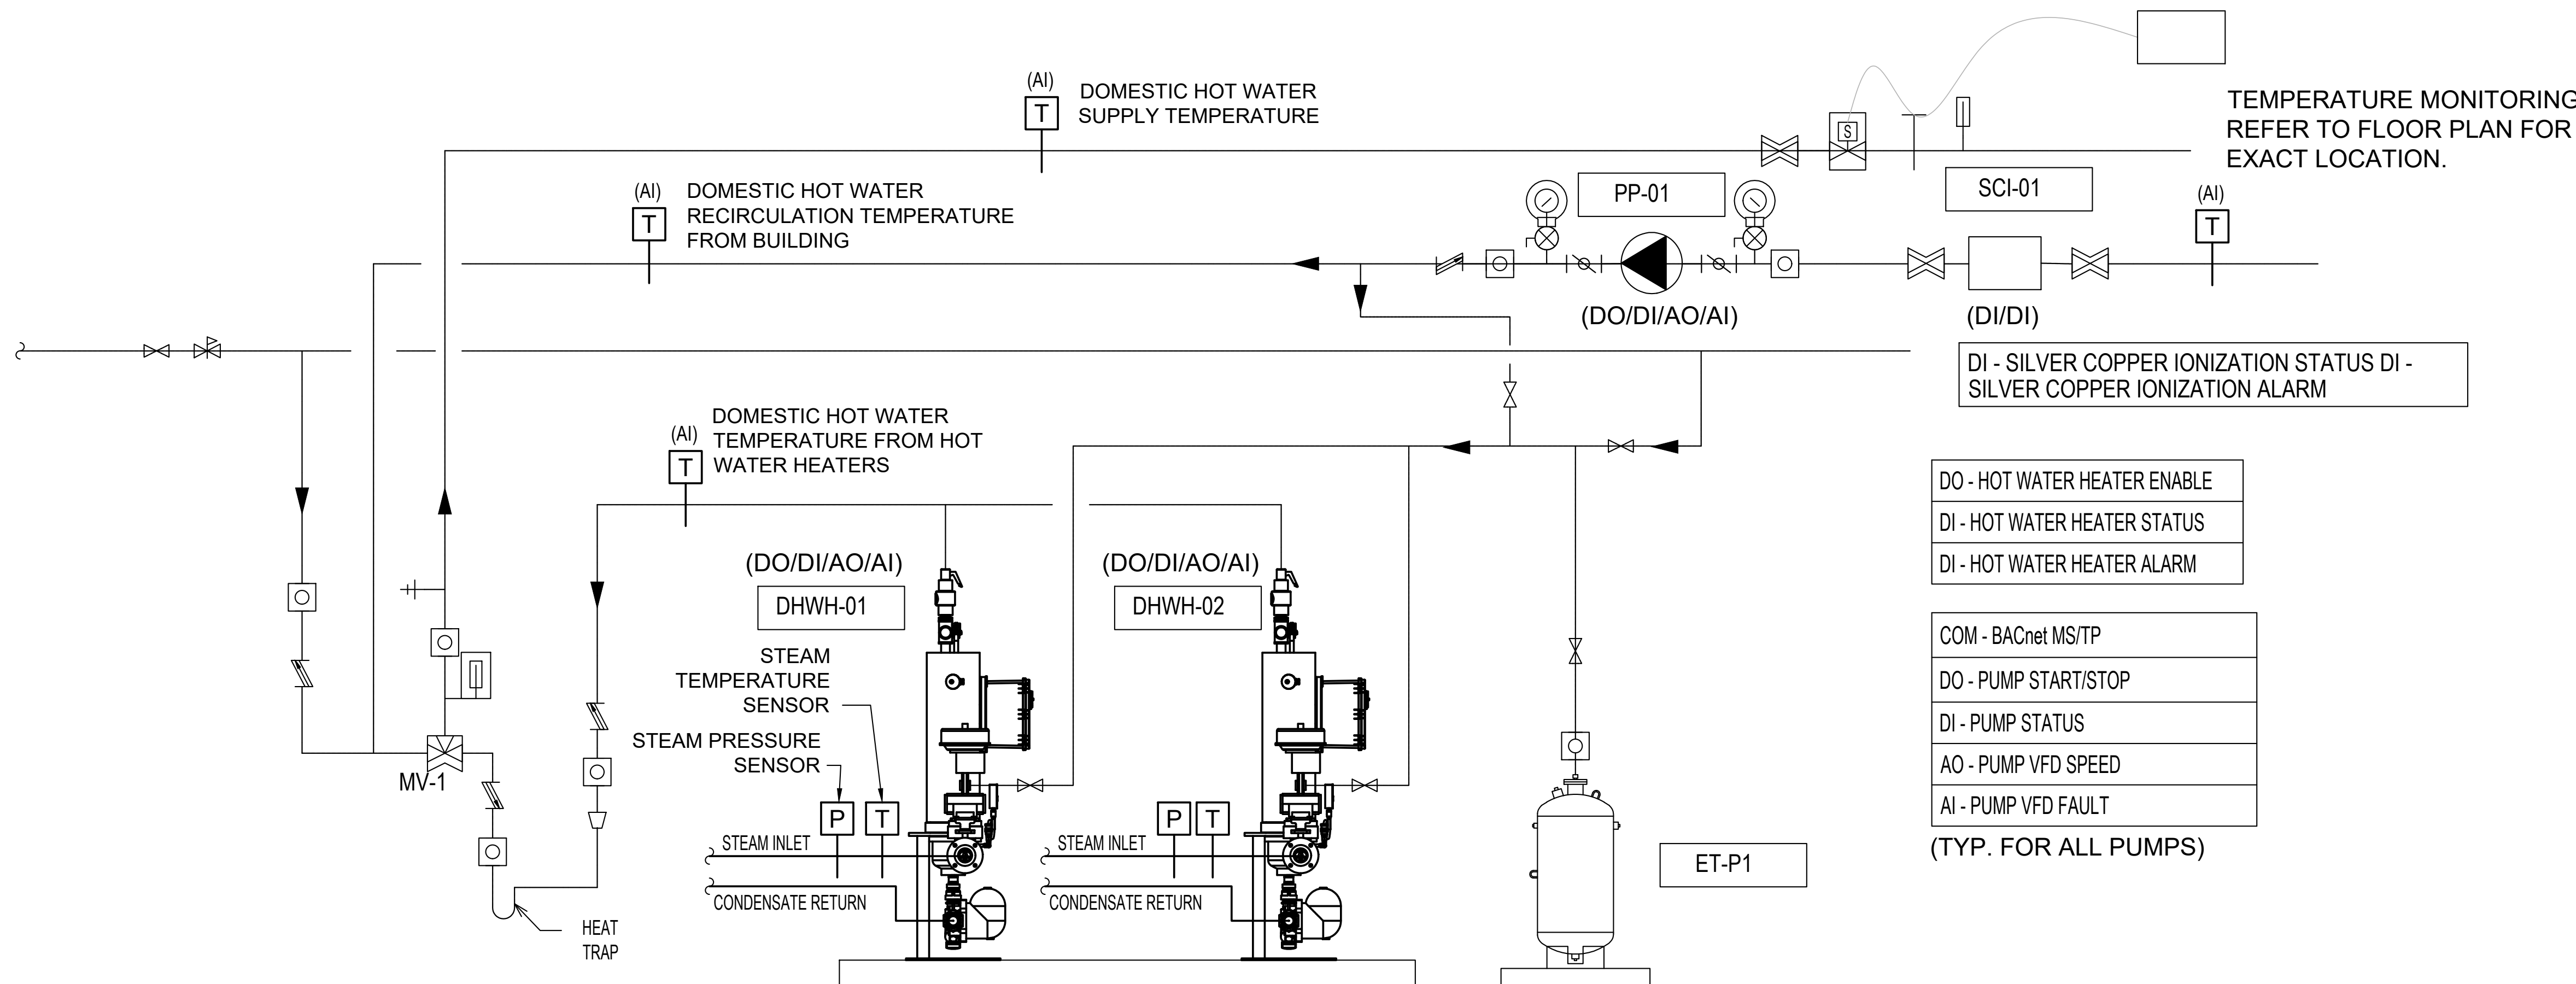 (AI)
T
DOMESTIC HOT WATER
SUPPLY TEMPERATURE
S
TEMPERATURE MONITORING
REFER TO FLOOR PLAN FOR
EXACT LOCATION.
(AI)
T
DOMESTIC HOT WATER
RECIRCULATION TEMPERATURE
FROM BUILDING
PP-01
SCI-01
(AI)
T
(DO/DI/AO/AI)
(DI/DI)
DI - SILVER COPPER IONIZATION STATUS DI -
SILVER COPPER IONIZATION ALARM
(AI)
T
DOMESTIC HOT WATER
TEMPERATURE FROM HOT
WATER HEATERS
DO - HOT WATER HEATER ENABLE
DI - HOT WATER HEATER STATUS
DI - HOT WATER HEATER ALARM
(DO/DI/AO/AI)
DHWH-01
(DO/DI/AO/AI)
DHWH-02
COM - BACnet MS/TP
DO - PUMP START/STOP
DI - PUMP STATUS
AO - PUMP VFD SPEED
AI - PUMP VFD FAULT
(TYP. FOR ALL PUMPS)
STEAM
TEMPERATURE
SENSOR
STEAM PRESSURE
SENSOR
MV-1
P
T
P
T
STEAM INLET
STEAM INLET
CONDENSATE RETURN
CONDENSATE RETURN
ET-P1
HEAT
TRAP